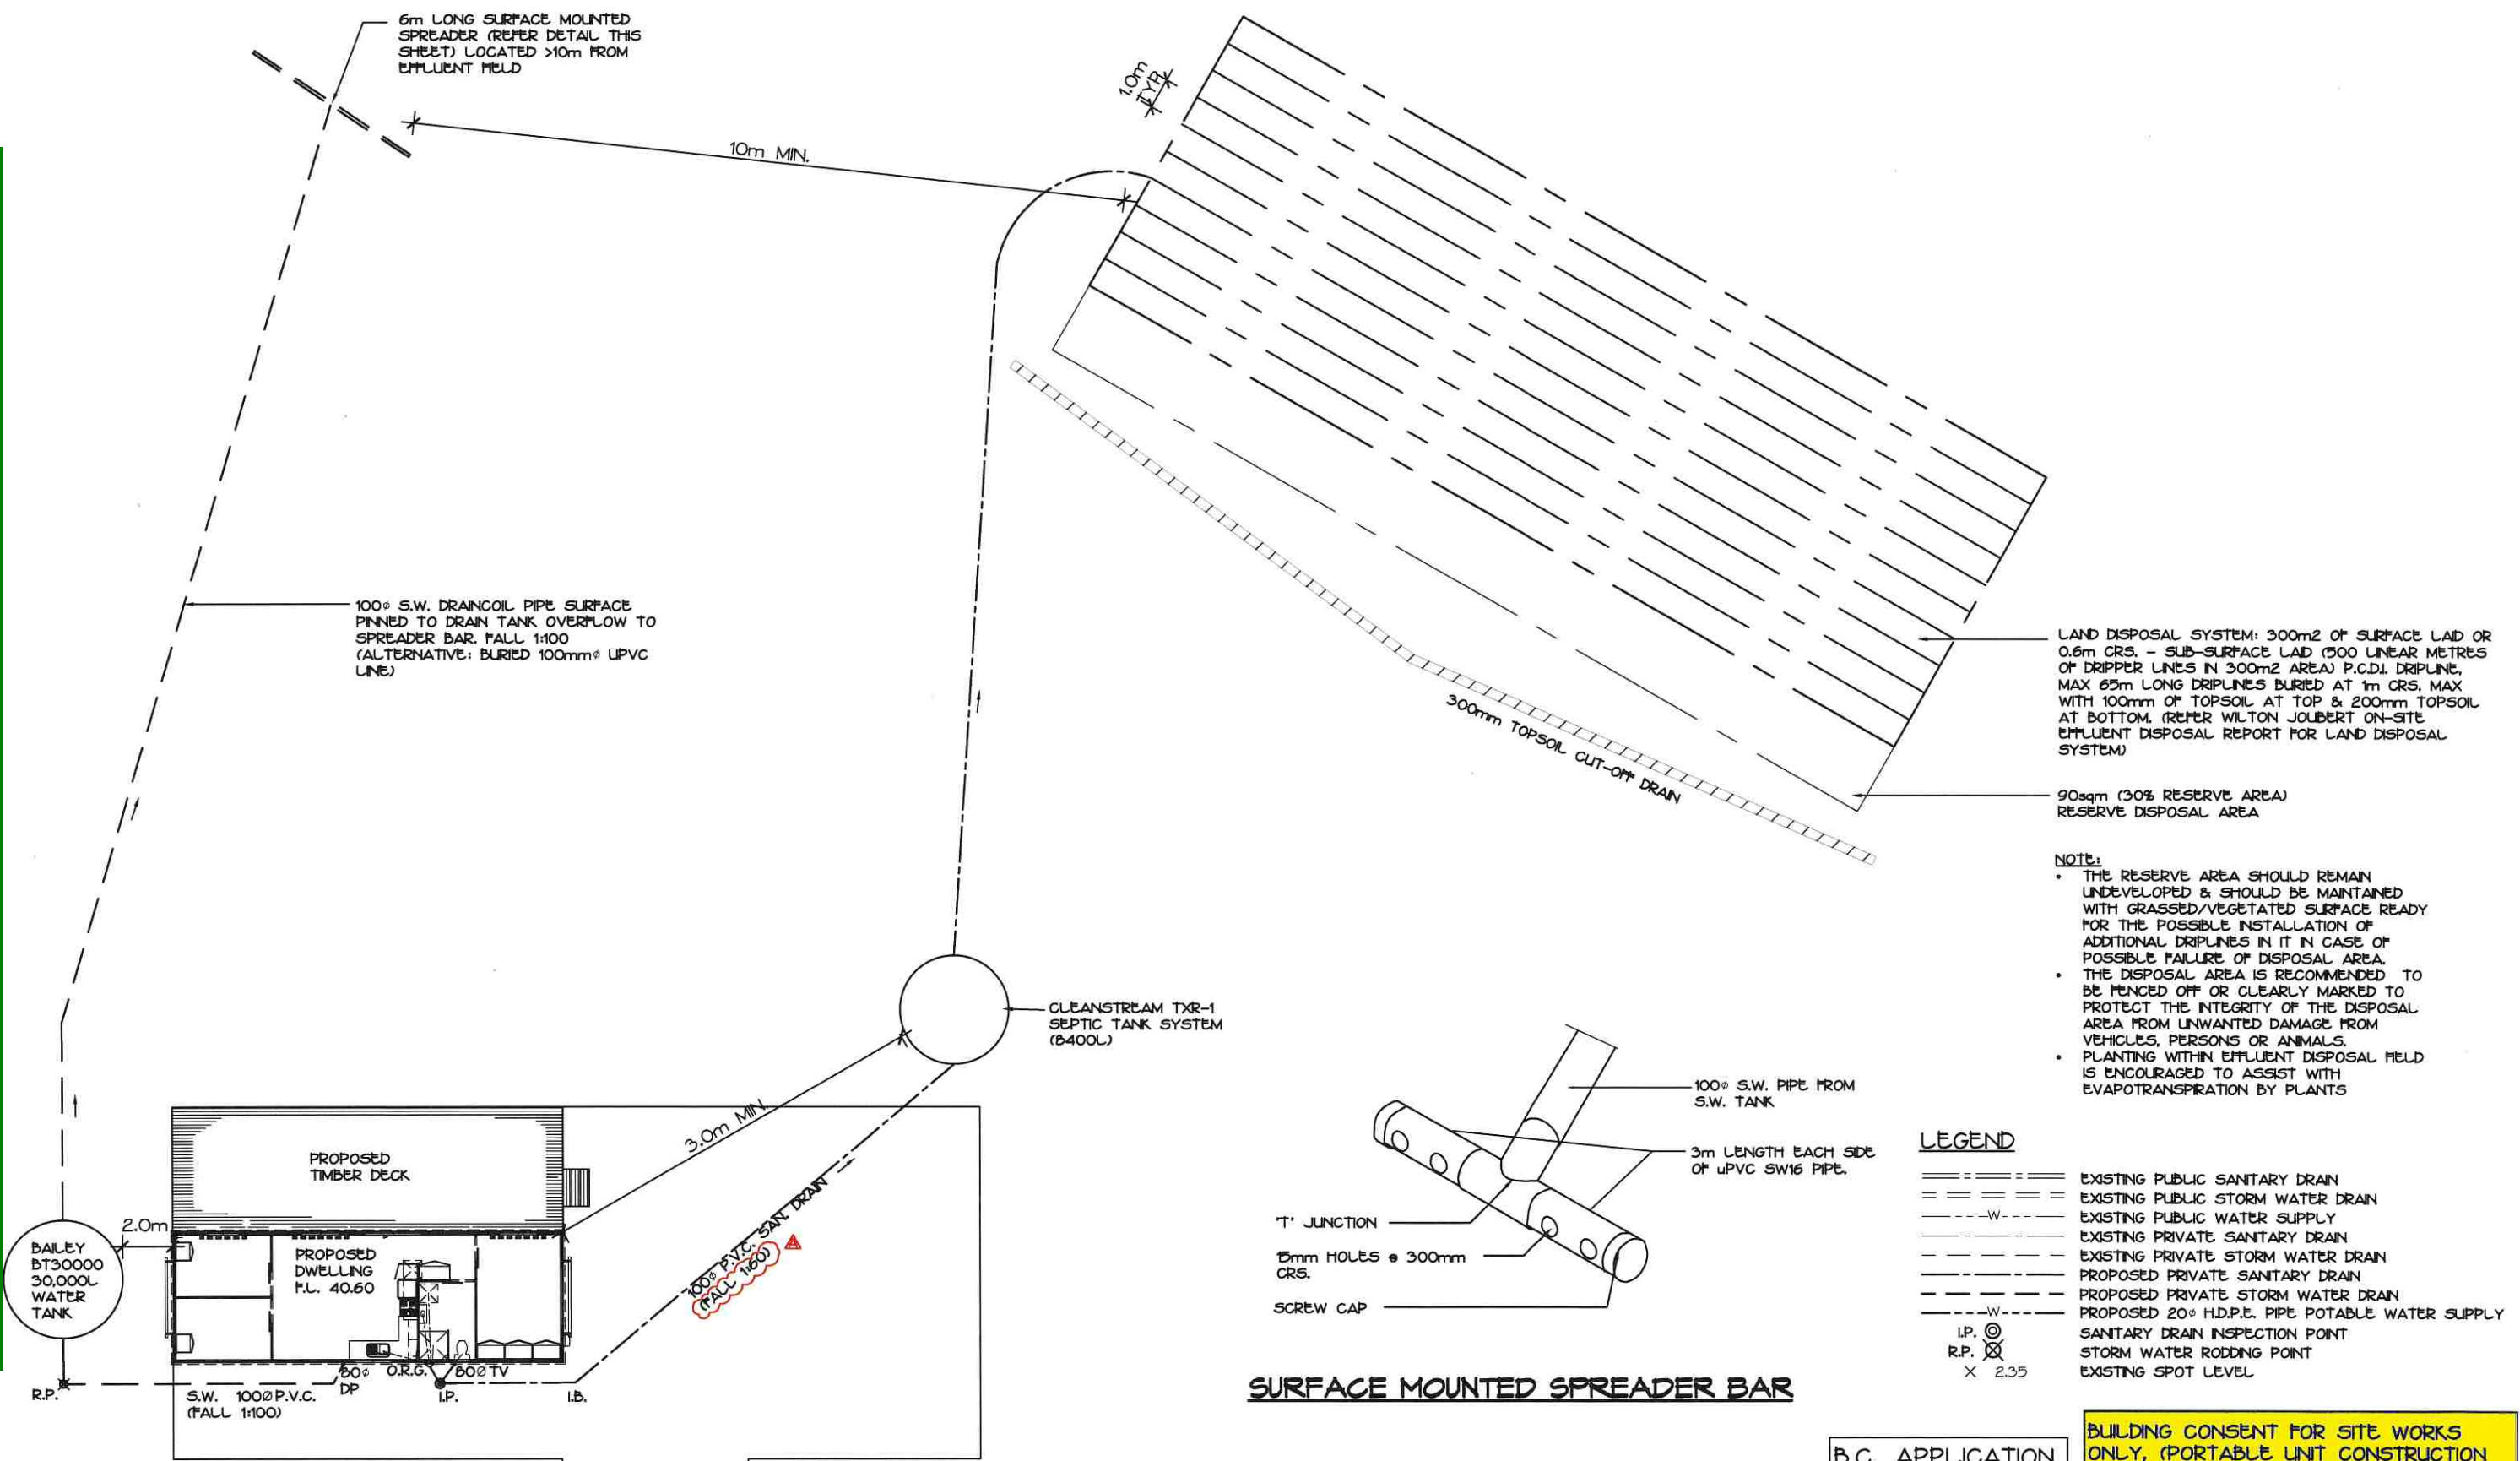 6m LONG SURFACE MOUNTED
SPREADER (REFER DETAIL THIS
SHEET) LOCATED >10m FROM
EFFLUENT FIELD
1.0m
TYP.
10m MIN.
100ø S.W. DRAINCOIL PIPE SURFACE
PINNED TO DRAIN TANK OVERFLOW TO
SPREADER BAR. FALL 1:100
(ALTERNATIVE: BURIED 100mmø UPVC
LINE)
LAND DISPOSAL SYSTEM: 300m2 OF SURFACE LAID OR
0.6m CRS. - SUB-SURFACE LAID (500 LINEAR METRES
OF DRIPPER LINES IN 300m2 AREA) P.C.D.I. DRIPLINE,
MAX 65m LONG DRIPLINES BURIED AT 1m CRS. MAX
WITH 100mm OF TOPSOIL AT TOP & 200mm TOPSOIL
AT BOTTOM. (REFER WILTON JOUBERT ON-SITE
EFFLUENT DISPOSAL REPORT FOR LAND DISPOSAL
SYSTEM)
300mm TOPSOIL CUT-OFF DRAIN
90sqm (30% RESERVE AREA)
RESERVE DISPOSAL AREA
NOTE:
• THE RESERVE AREA SHOULD REMAIN
UNDEVELOPED & SHOULD BE MAINTAINED
WITH GRASSED/VEGETATED SURFACE READY
FOR THE POSSIBLE INSTALLATION OF
ADDITIONAL DRIPLINES IN IT IN CASE OF
POSSIBLE FAILURE OF DISPOSAL AREA.
• THE DISPOSAL AREA IS RECOMMENDED TO
BE FENCED OFF OR CLEARLY MARKED TO
PROTECT THE INTEGRITY OF THE DISPOSAL
AREA FROM UNWANTED DAMAGE FROM
VEHICLES, PERSONS OR ANIMALS.
• PLANTING WITHIN EFFLUENT DISPOSAL FIELD
IS ENCOURAGED TO ASSIST WITH
EVAPOTRANSPIRATION BY PLANTS
CLEANSTREAM TXR-1
SEPTIC TANK SYSTEM
(8400L)
3.0m MIN.
100ø P.V.C. SAN. DRAIN
(FALL 1:60)
PROPOSED
TIMBER DECK
2.0m
BAILEY
BT30000
30,000L
WATER
TANK
PROPOSED
DWELLING
F.L. 40.60
R.P.
S.W. 100Ø P.V.C.
(FALL 1:100)
80ø
DP
O.R.G.
80Ø TV
I.P.
I.B.
100ø S.W. PIPE FROM
S.W. TANK
3m LENGTH EACH SIDE
OF uPVC SW16 PIPE.
'T' JUNCTION
15mm HOLES @ 300mm
CRS.
SCREW CAP
SURFACE MOUNTED SPREADER BAR
LEGEND
EXISTING PUBLIC SANITARY DRAIN
EXISTING PUBLIC STORM WATER DRAIN
W EXISTING PUBLIC WATER SUPPLY
EXISTING PRIVATE SANITARY DRAIN
EXISTING PRIVATE STORM WATER DRAIN
PROPOSED PRIVATE SANITARY DRAIN
PROPOSED PRIVATE STORM WATER DRAIN
W PROPOSED 20ø H.D.P.E. PIPE POTABLE WATER SUPPLY
I.P. SANITARY DRAIN INSPECTION POINT
R.P. STORM WATER RODDING POINT
X 2.35 EXISTING SPOT LEVEL
B.C. APPLICATION
BUILDING CONSENT FOR SITE WORKS
ONLY, (PORTABLE UNIT CONSTRUCTION